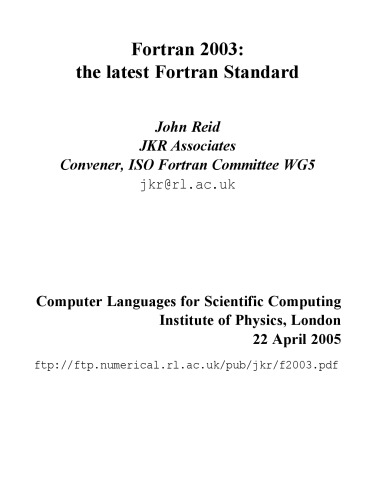 Fortran 2003:
the latest Fortran Standard
John Reid
JKR Associates
Convener, ISO Fortran Committee WG5
jkr@rl.ac.uk
Computer Languages for Scientific Computing
Institute of Physics, London
22 April 2005
ftp://ftp.numerical.rl.ac.uk/pub/jkr/f2003.pdf